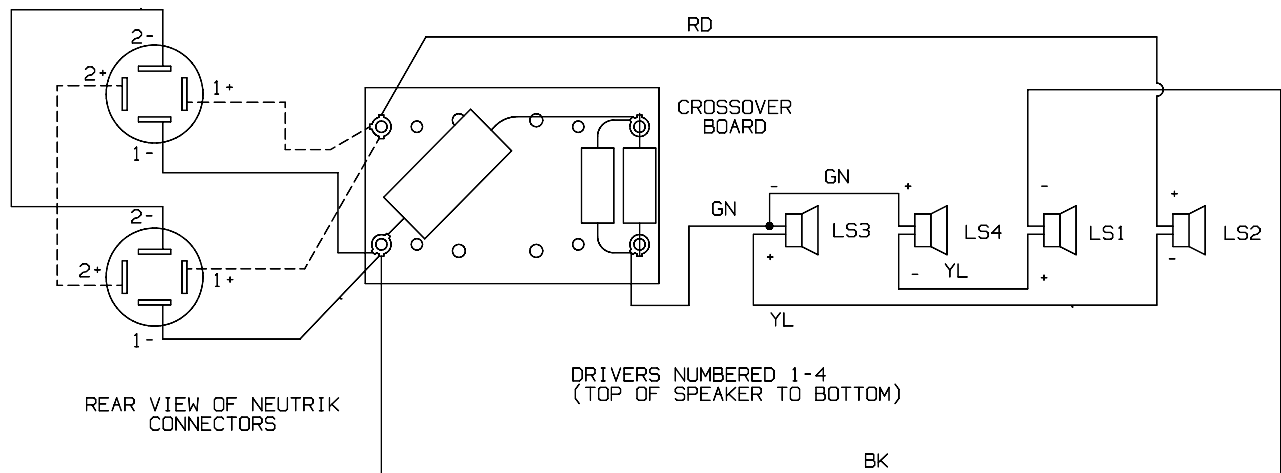 RD
2-
2+
1+
1-
CROSSOVER
BOARD
GN
-
+
-
+
GN
LS3
LS4
LS1
LS2
+
-
YL
+
-
YL
2-
2+
1+
1-
DRIVERS NUMBERED 1-4
(TOP OF SPEAKER TO BOTTOM)
REAR VIEW OF NEUTRIK
CONNECTORS
BK